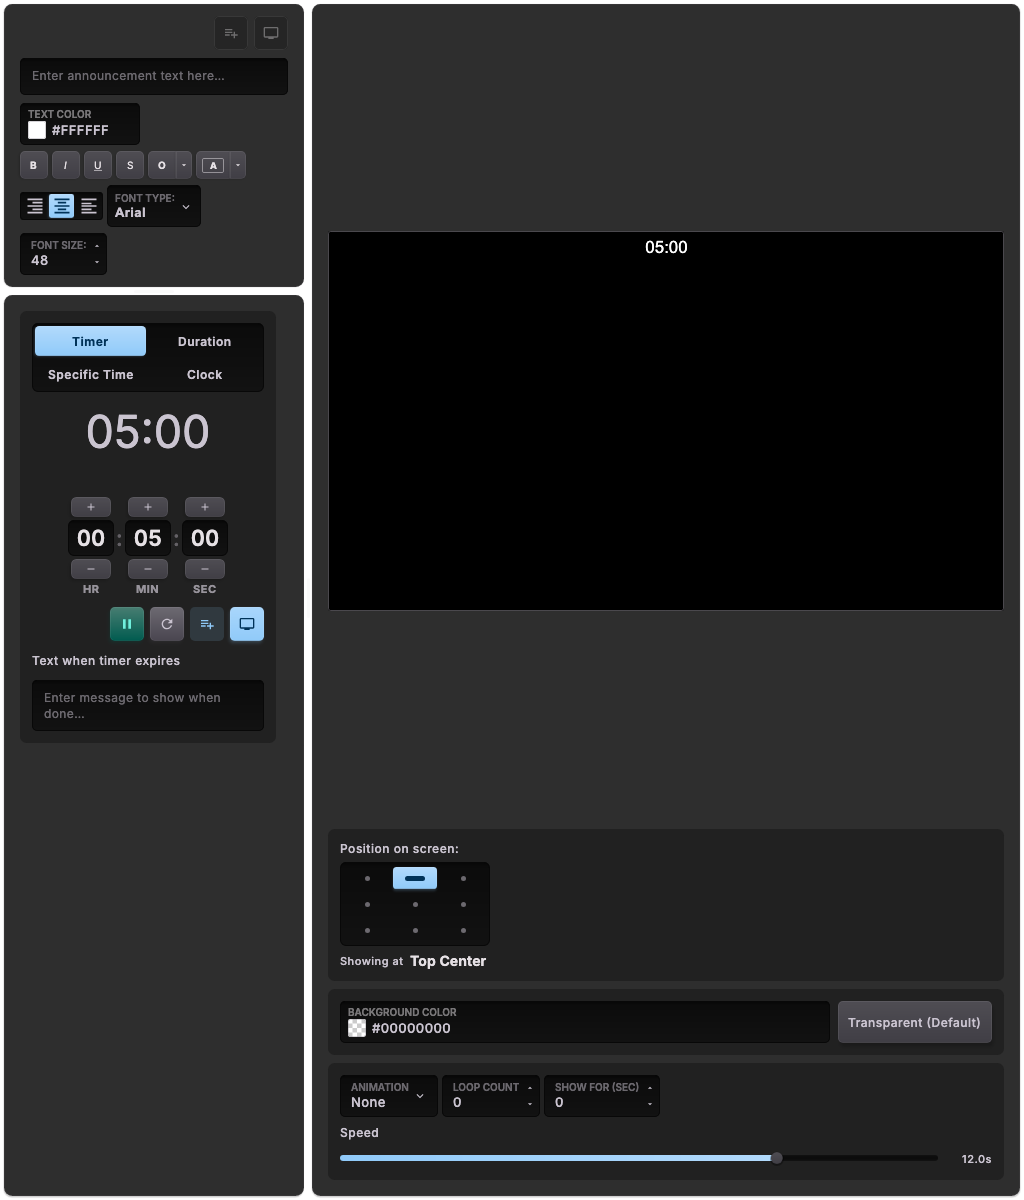 Enter announcement text here...
TEXT COLOR
#FFFFFF
B I U S O A
FONT TYPE:
Arial
FONT SIZE:
48
Timer Duration
Specific Time Clock
05:00
+ + +
00 : 05 : 00
− − −
HR MIN SEC
Text when timer expires
Enter message to show when
done...
05:00
Position on screen:
Showing at Top Center
BACKGROUND COLOR
#00000000
Transparent (Default)
ANIMATION
None
LOOP COUNT
0
SHOW FOR (SEC)
0
Speed
12.0s